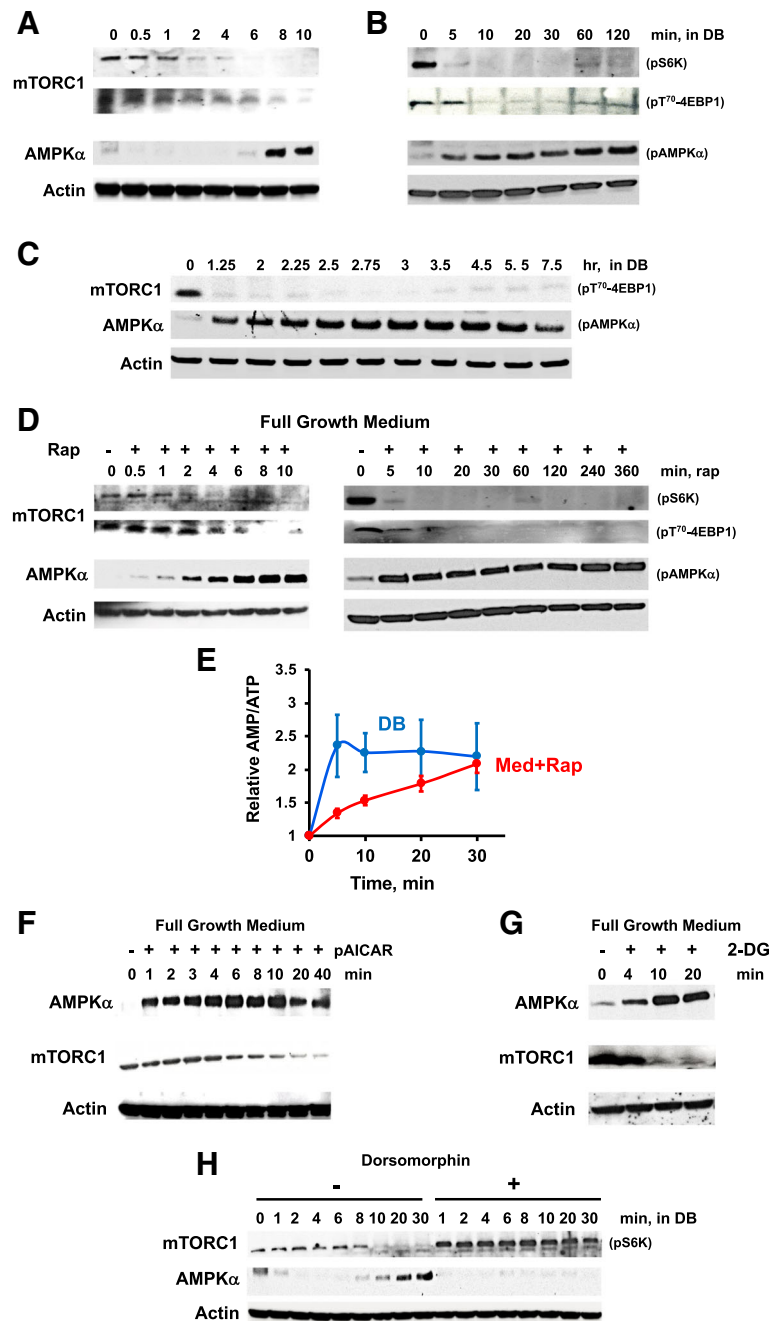 A
0 0.5 1 2 4 6 8 10
mTORC1
AMPKα
Actin
B
0 5 10 20 30 60 120 min, in DB
(pS6K)
(pT70-4EBP1)
(pAMPKα)
C
0 1.25 2 2.25 2.5 2.75 3 3.5 4.5 5. 5 7.5 hr, in DB
mTORC1 (pT70-4EBP1)
AMPKα (pAMPKα)
Actin
D
Full Growth Medium
Rap - + + + + + + +
0 0.5 1 2 4 6 8 10
mTORC1
AMPKα
Actin
- + + + + + + + +
0 5 10 20 30 60 120 240 360 min, rap
(pS6K)
(pT70-4EBP1)
(pAMPKα)
E
Relative AMP/ATP
3.5
3
2.5
2
1.5
1
DB
Med+Rap
0 10 20 30
Time, min
F
Full Growth Medium
- + + + + + + + + + pAICAR
0 1 2 3 4 6 8 10 20 40 min
AMPKα
mTORC1
Actin
G
Full Growth Medium
- + + + 2-DG
0 4 10 20 min
AMPKα
mTORC1
Actin
H
Dorsomorphin
- +
0 1 2 4 6 8 10 20 30 1 2 4 6 8 10 20 30 min, in DB
mTORC1 (pS6K)
AMPKα
Actin